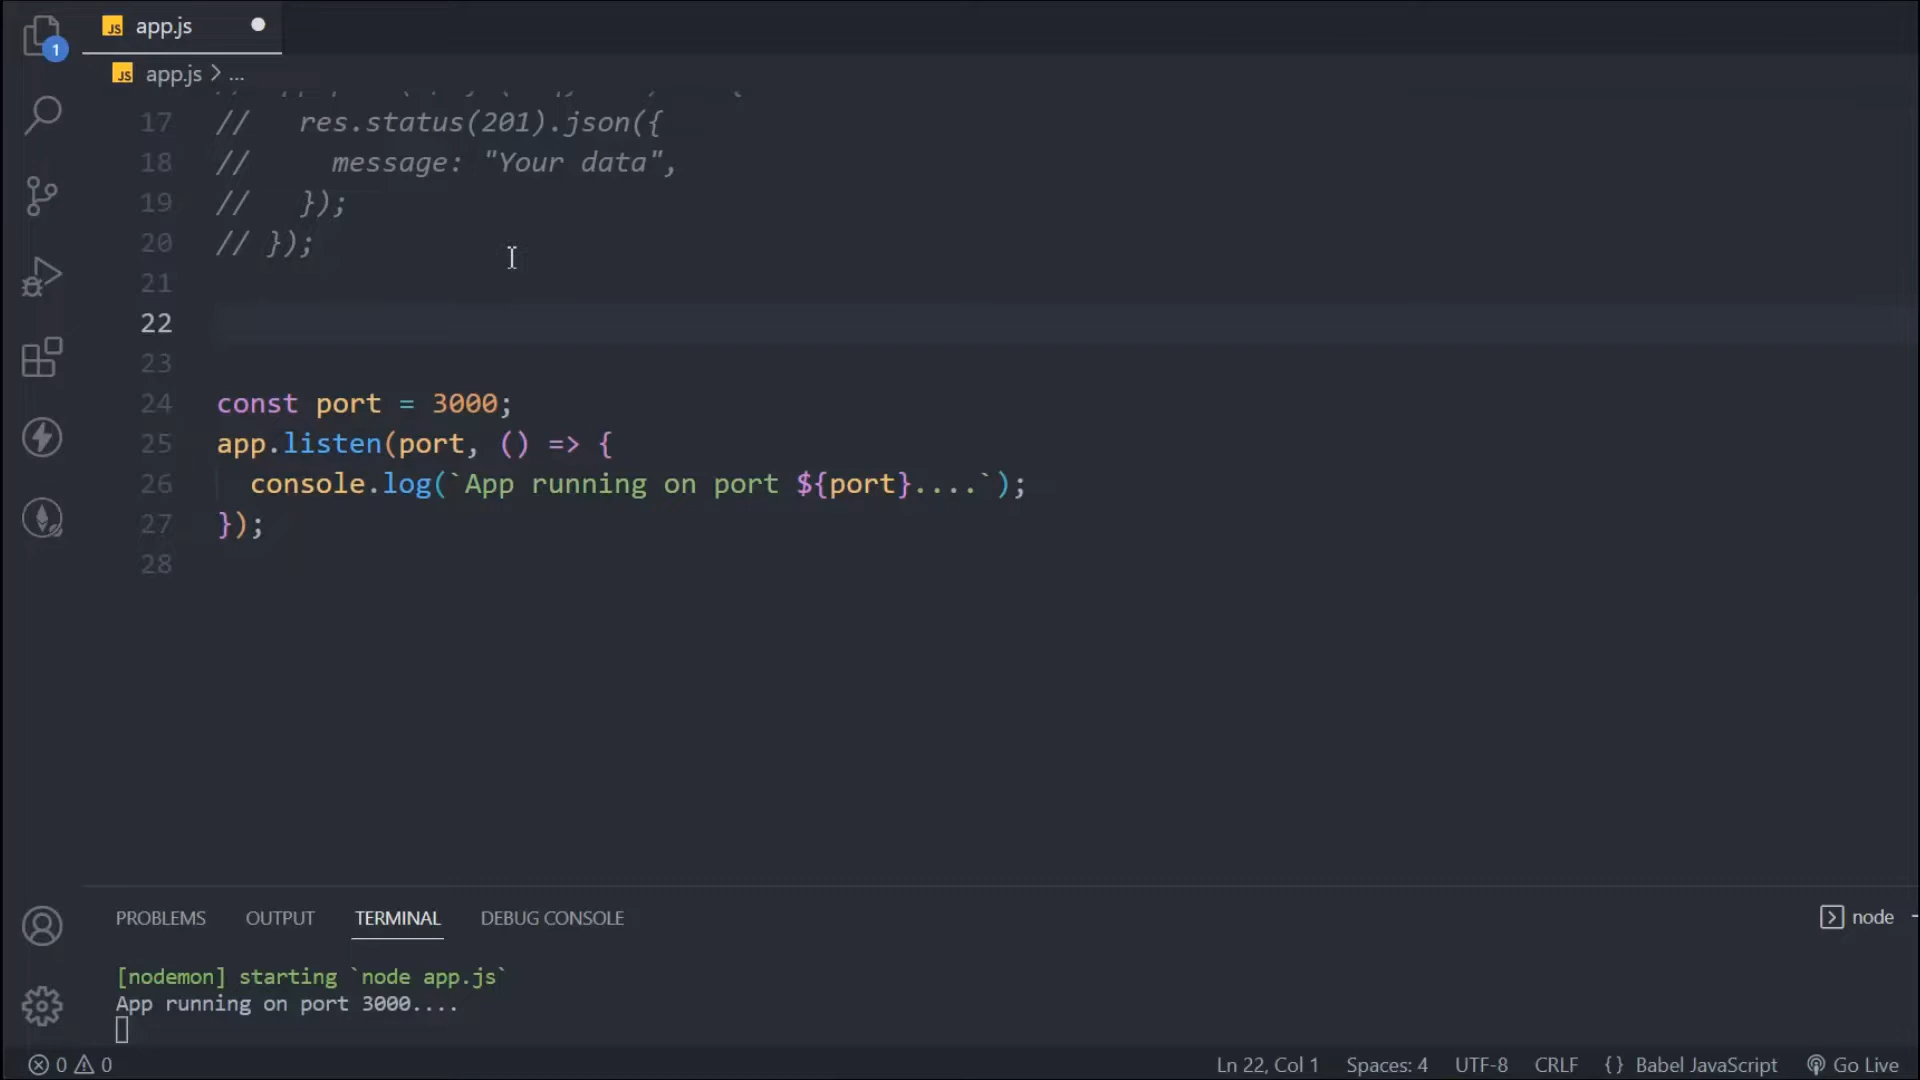 1
JS app.js
JS app.js > ...
17 //   res.status(201).json({
18 //     message: "Your data",
19 //   });
20 // });
21
22
23
24 const port = 3000;
25 app.listen(port, () => {
26   console.log(`App running on port ${port}....`);
27 });
28
PROBLEMS OUTPUT TERMINAL DEBUG CONSOLE node
[nodemon] starting `node app.js`
App running on port 3000....
0 0 Ln 22, Col 1 Spaces: 4 UTF-8 CRLF {} Babel JavaScript Go Live